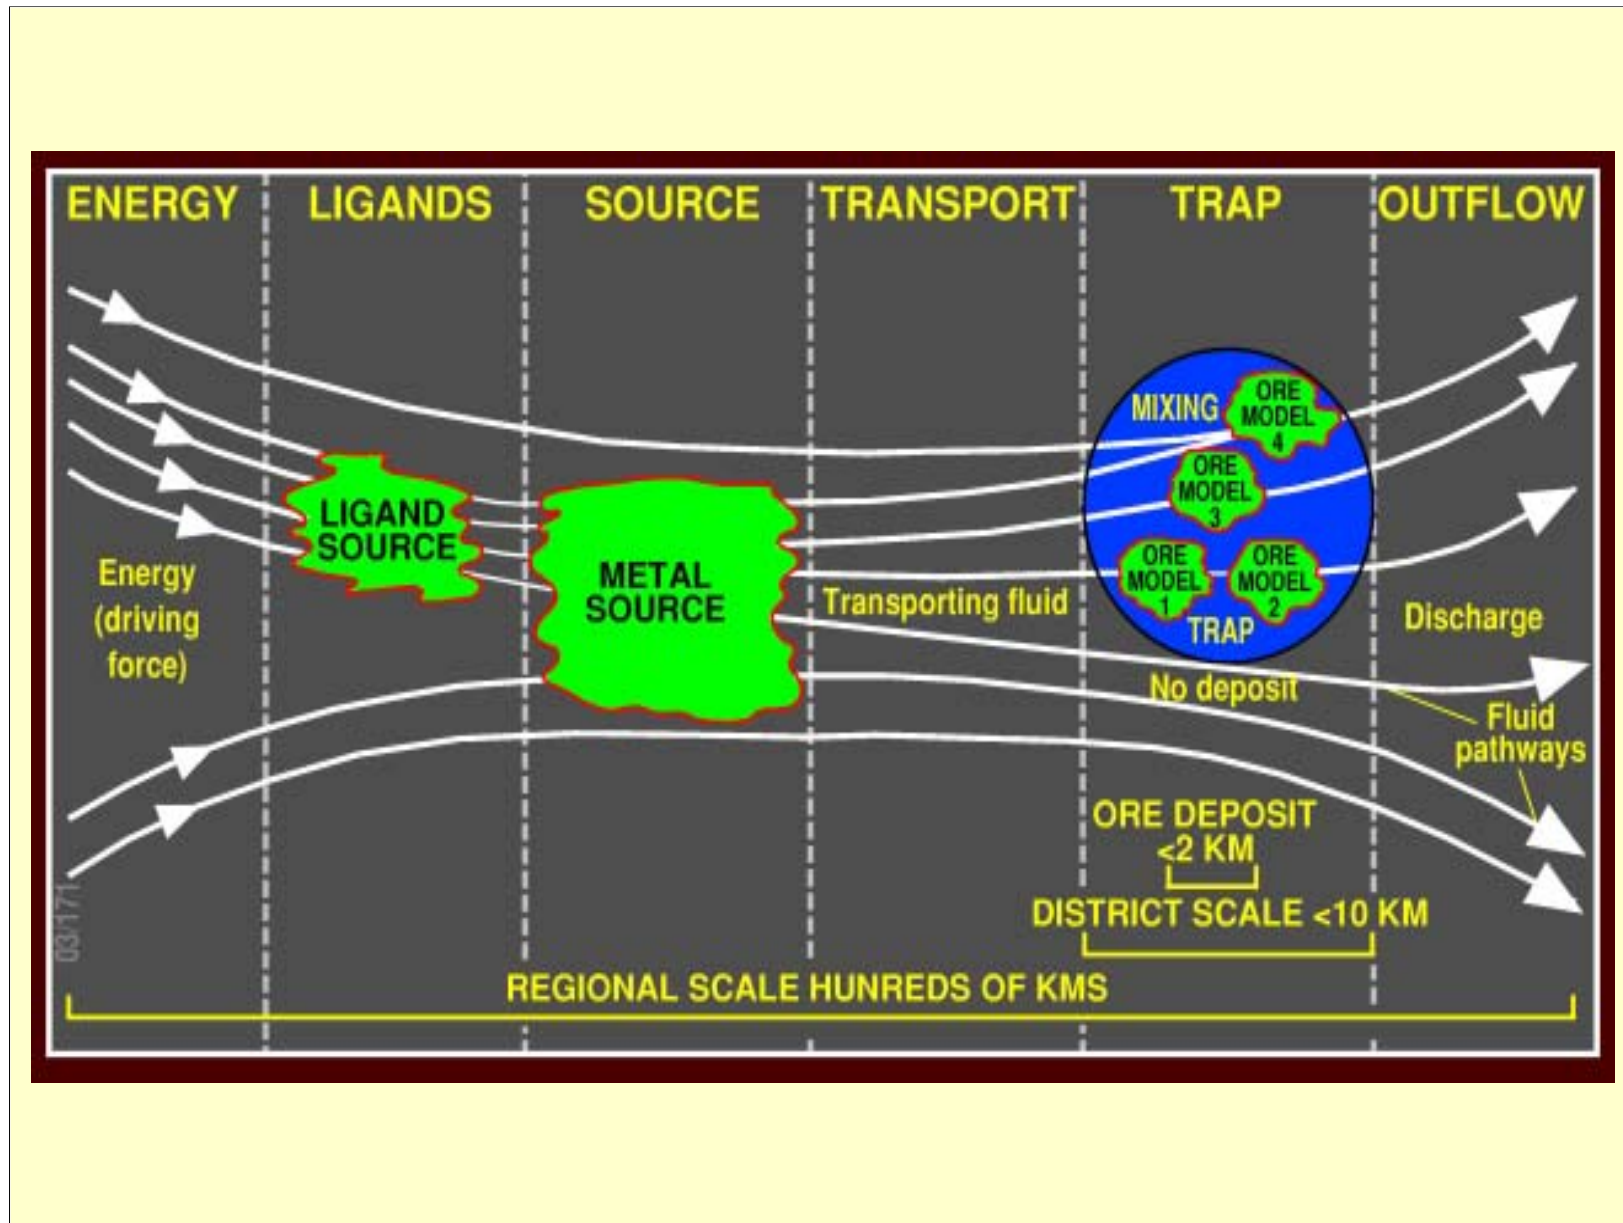 ENERGY LIGANDS SOURCE TRANSPORT TRAP OUTFLOW
MIXING
ORE
MODEL
4
ORE
MODEL
3
LIGAND
SOURCE
METAL
SOURCE
ORE
MODEL
1
ORE
MODEL
2
TRAP
Energy
(driving
force)
Transporting fluid
Discharge
No deposit
Fluid
pathways
ORE DEPOSIT
<2 KM
DISTRICT SCALE <10 KM
REGIONAL SCALE HUNREDS OF KMS
03/171